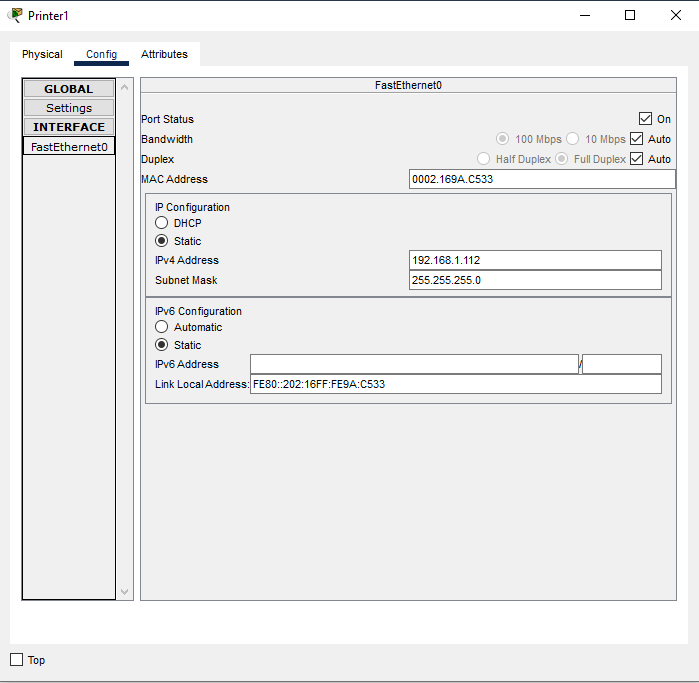 Printer1
Physical Config Attributes
GLOBAL
Settings
INTERFACE
FastEthernet0
FastEthernet0
Port Status On
Bandwidth 100 Mbps 10 Mbps Auto
Duplex Half Duplex Full Duplex Auto
MAC Address 0002.169A.C533
IP Configuration
DHCP
Static
IPv4 Address 192.168.1.112
Subnet Mask 255.255.255.0
IPv6 Configuration
Automatic
Static
IPv6 Address /
Link Local Address: FE80::202:16FF:FE9A:C533
Top